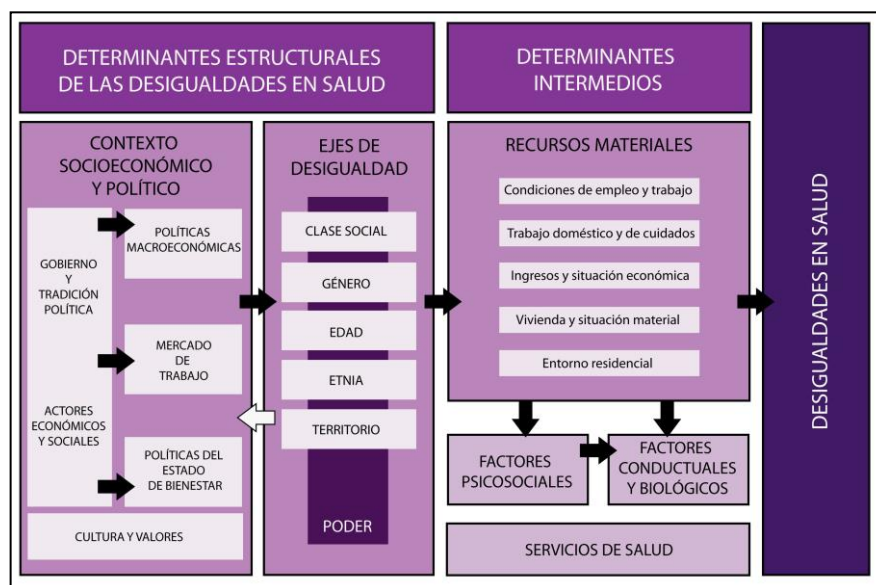 DETERMINANTES ESTRUCTURALES
DE LAS DESIGUALDADES EN SALUD
DETERMINANTES
INTERMEDIOS
CONTEXTO
SOCIOECONÓMICO
Y POLÍTICO
GOBIERNO
Y
TRADICIÓN
POLÍTICA
ACTORES
ECONÓMICOS
Y SOCIALES
POLÍTICAS
MACROECONÓMICAS
MERCADO
DE
TRABAJO
POLÍTICAS DEL
ESTADO
DE BIENESTAR
CULTURA Y VALORES
EJES DE
DESIGUALDAD
CLASE SOCIAL
GÉNERO
EDAD
ETNIA
TERRITORIO
PODER
RECURSOS MATERIALES
Condiciones de empleo y trabajo
Trabajo doméstico y de cuidados
Ingresos y situación económica
Vivienda y situación material
Entorno residencial
FACTORES
PSICOSOCIALES
FACTORES
CONDUCTUALES
Y BIOLÓGICOS
SERVICIOS DE SALUD
DESIGUALDADES EN SALUD